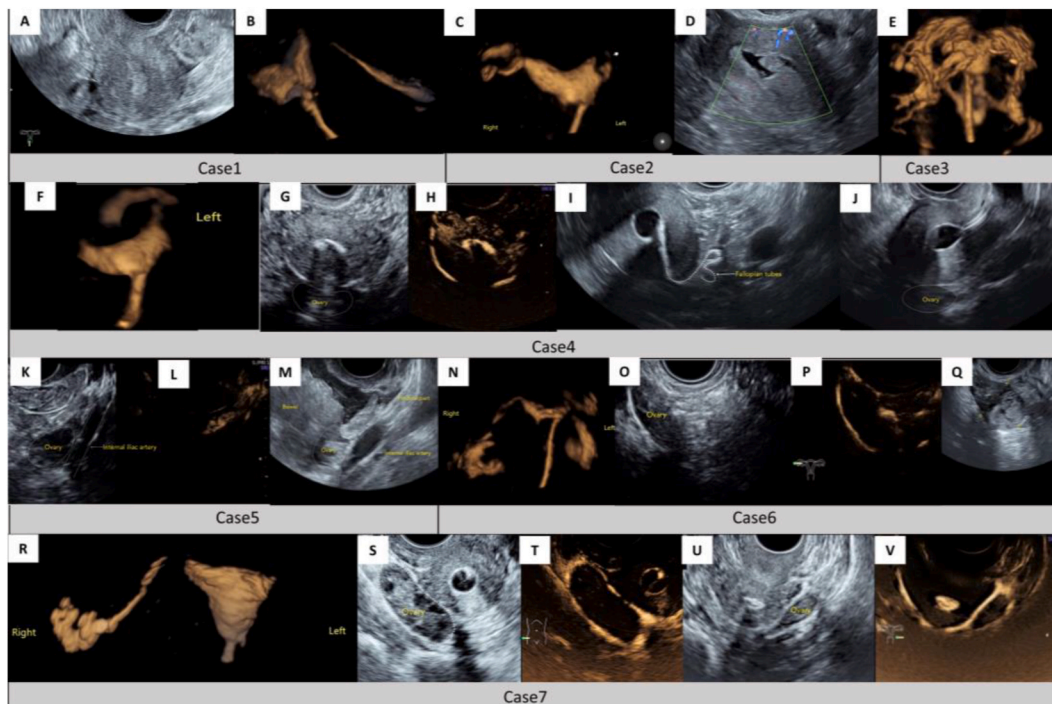 A
B
C
D
E
Right
Left
Case1
Case2
Case3
F
G
H
I
J
Left
Ovary
Fallopian tubes
Ovary
Case4
K
L
M
N
O
P
Q
Ovary
Internal iliac artery
Bowel
Ovary
Internal iliac artery
Right
Left
Ovary
Case5
Case6
R
S
T
U
V
Right
Left
Ovary
Ovary
Case7